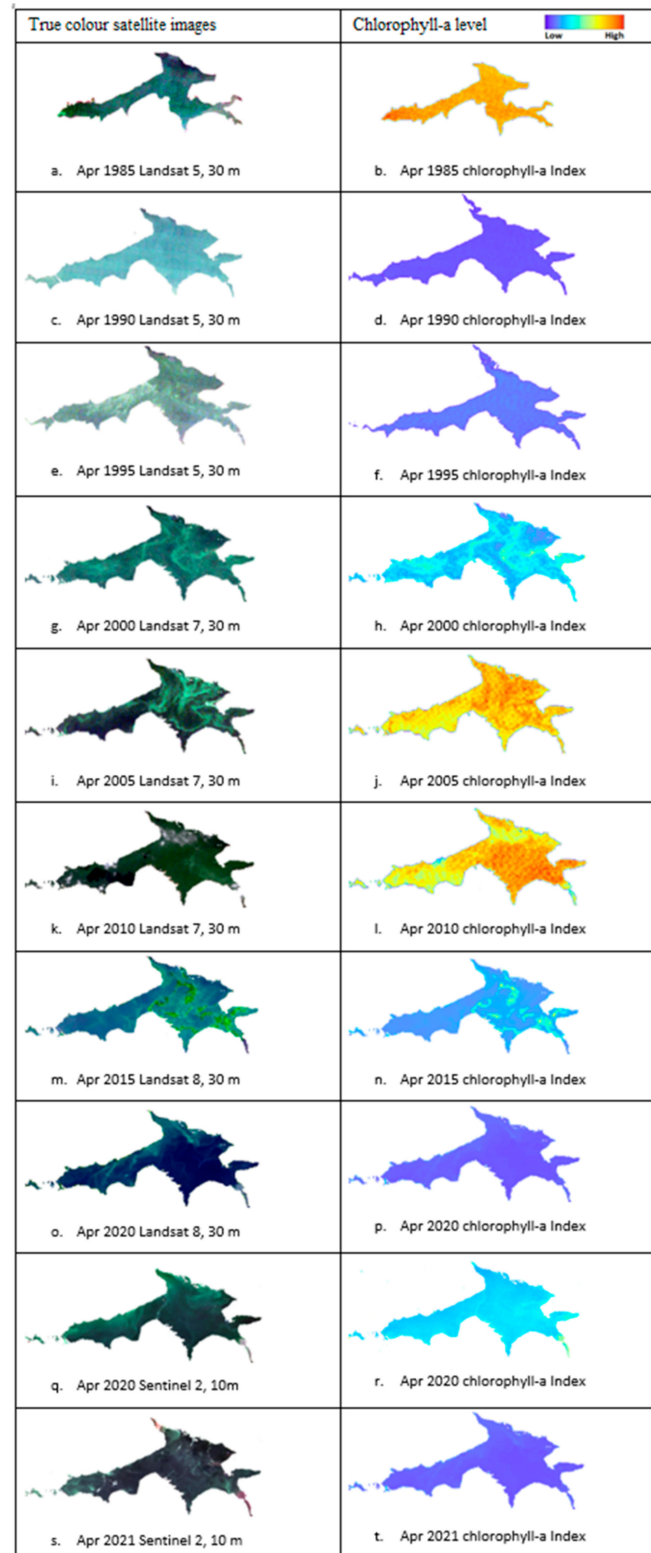 True colour satellite images
Chlorophyll-a level
Low
High
a. Apr 1985 Landsat 5, 30 m
b. Apr 1985 chlorophyll-a Index
c. Apr 1990 Landsat 5, 30 m
d. Apr 1990 chlorophyll-a Index
e. Apr 1995 Landsat 5, 30 m
f. Apr 1995 chlorophyll-a Index
g. Apr 2000 Landsat 7, 30 m
h. Apr 2000 chlorophyll-a Index
i. Apr 2005 Landsat 7, 30 m
j. Apr 2005 chlorophyll-a Index
k. Apr 2010 Landsat 7, 30 m
l. Apr 2010 chlorophyll-a Index
m. Apr 2015 Landsat 8, 30 m
n. Apr 2015 chlorophyll-a Index
o. Apr 2020 Landsat 8, 30 m
p. Apr 2020 chlorophyll-a Index
q. Apr 2020 Sentinel 2, 10m
r. Apr 2020 chlorophyll-a Index
s. Apr 2021 Sentinel 2, 10 m
t. Apr 2021 chlorophyll-a Index